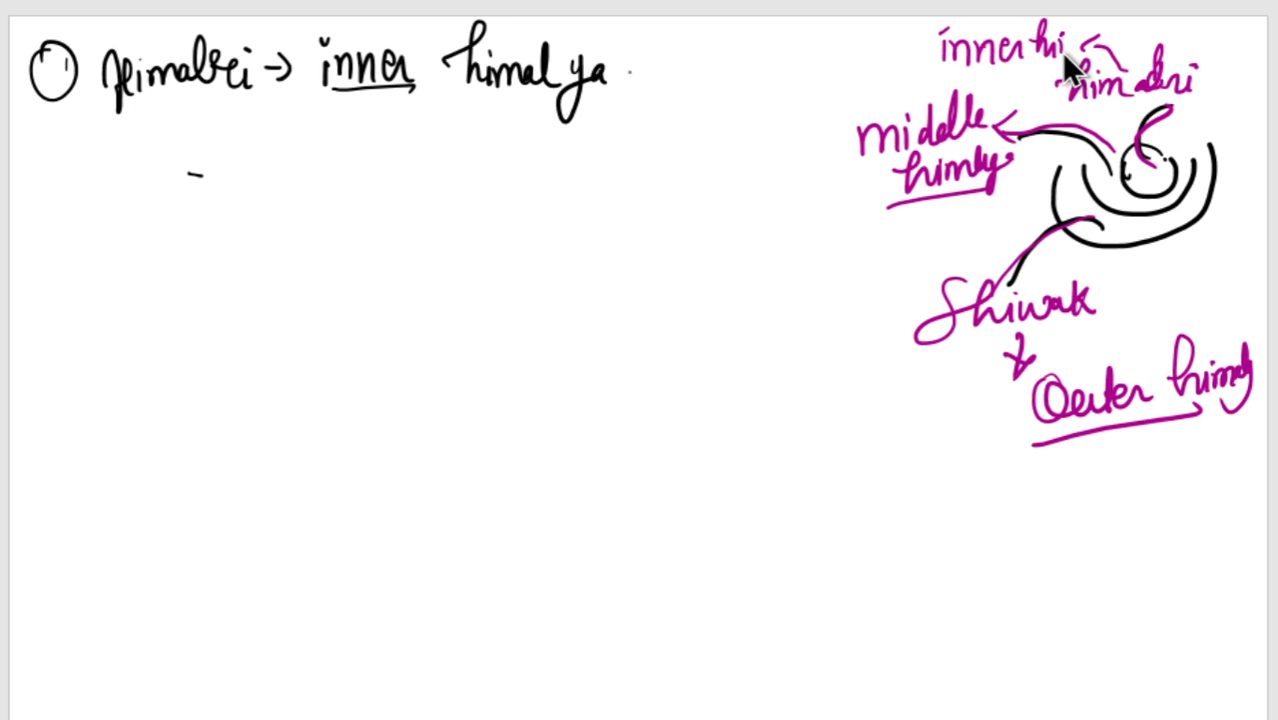 ① Himadri → inner himalya
-
inner hi
himadri
middle
himly
Shiwak
Outer himly